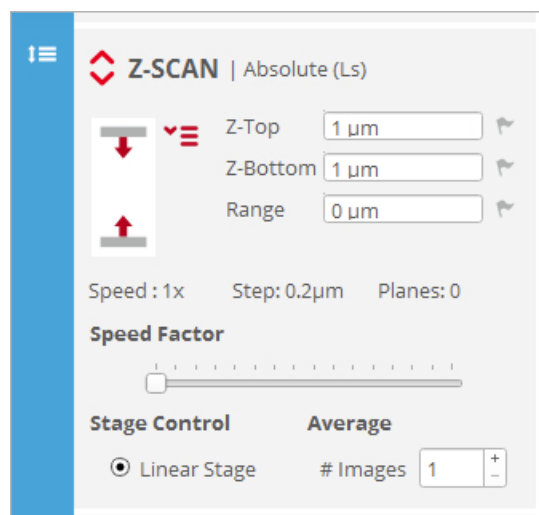 Z-SCAN | Absolute (Ls)
Z-Top 1 µm
Z-Bottom 1 µm
Range 0 µm
Speed : 1x Step: 0.2µm Planes: 0
Speed Factor
Stage Control Average
Linear Stage # Images 1 + -